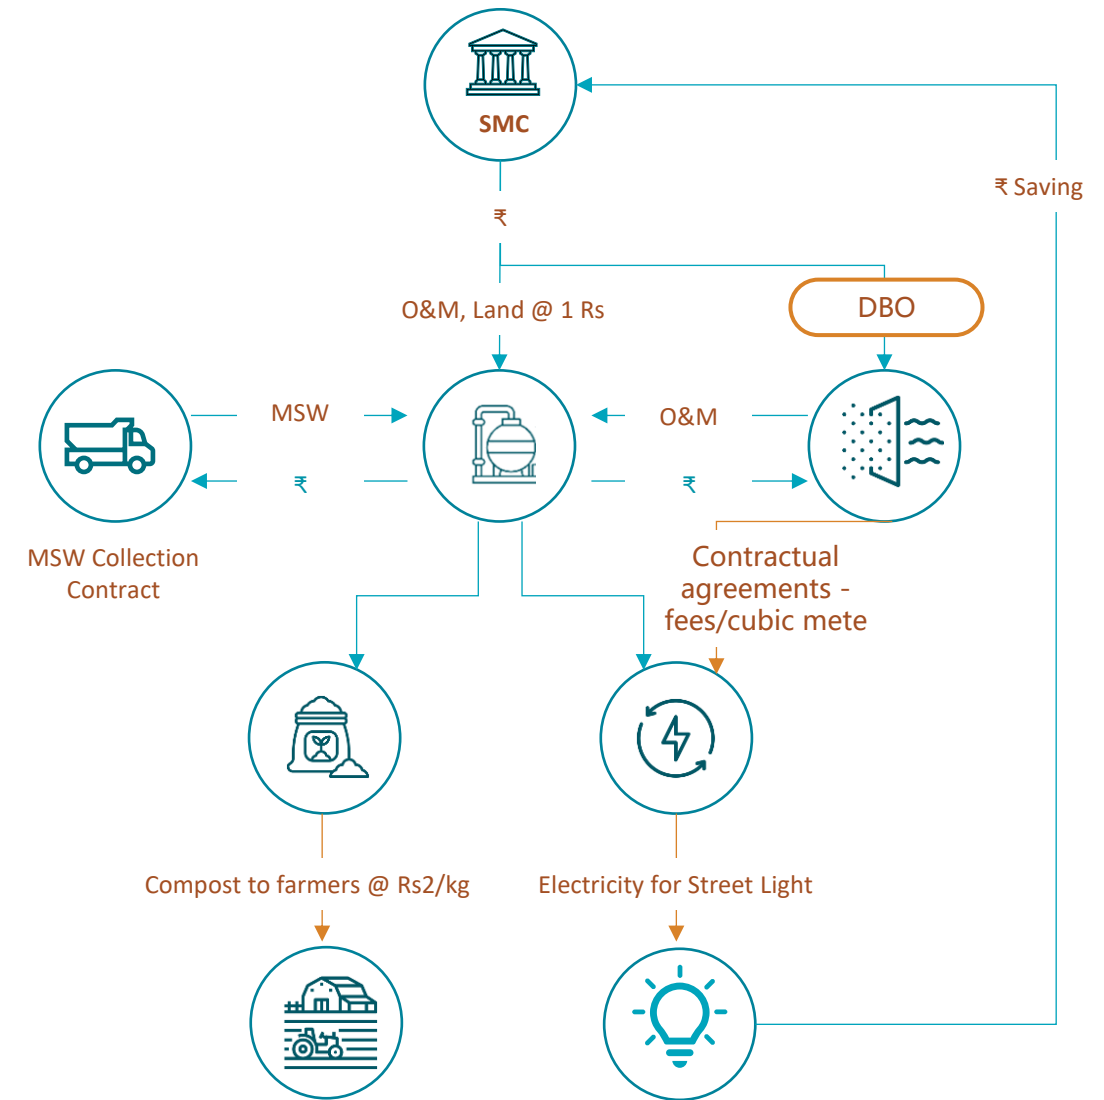 SMC
₹ Saving
₹
O&M, Land @ 1 Rs
DBO
MSW
O&M
₹
₹
MSW Collection
Contract
Contractual
agreements -
fees/cubic mete
Compost to farmers @ Rs2/kg
Electricity for Street Light